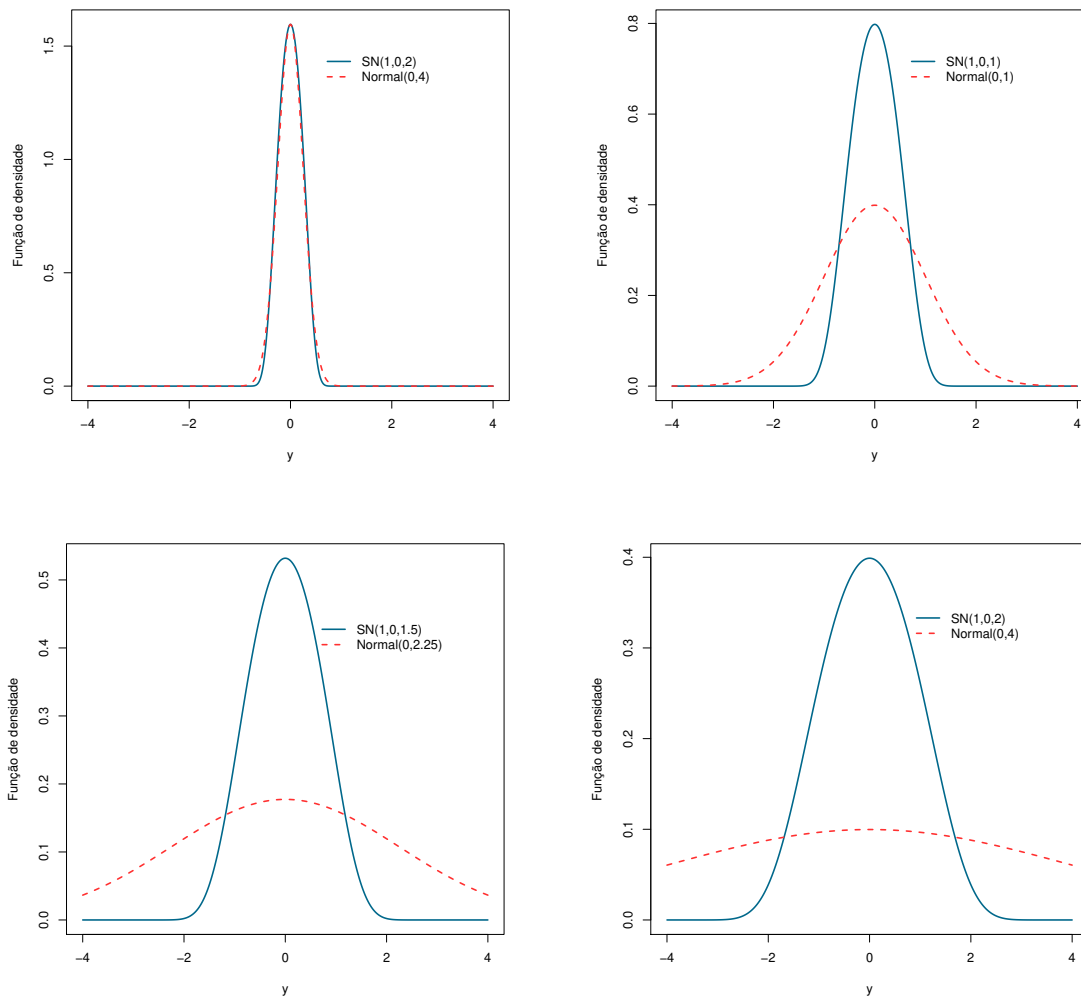 SN(1,0,2)
Normal(0,4)
Função de densidade
0.0
0.5
1.0
1.5
−4
−2
0
2
4
y
SN(1,0,1)
Normal(0,1)
Função de densidade
0.0
0.2
0.4
0.6
0.8
−4
−2
0
2
4
y
SN(1,0,1.5)
Normal(0,2.25)
Função de densidade
0.0
0.1
0.2
0.3
0.4
0.5
−4
−2
0
2
4
y
SN(1,0,2)
Normal(0,4)
Função de densidade
0.0
0.1
0.2
0.3
0.4
−4
−2
0
2
4
y